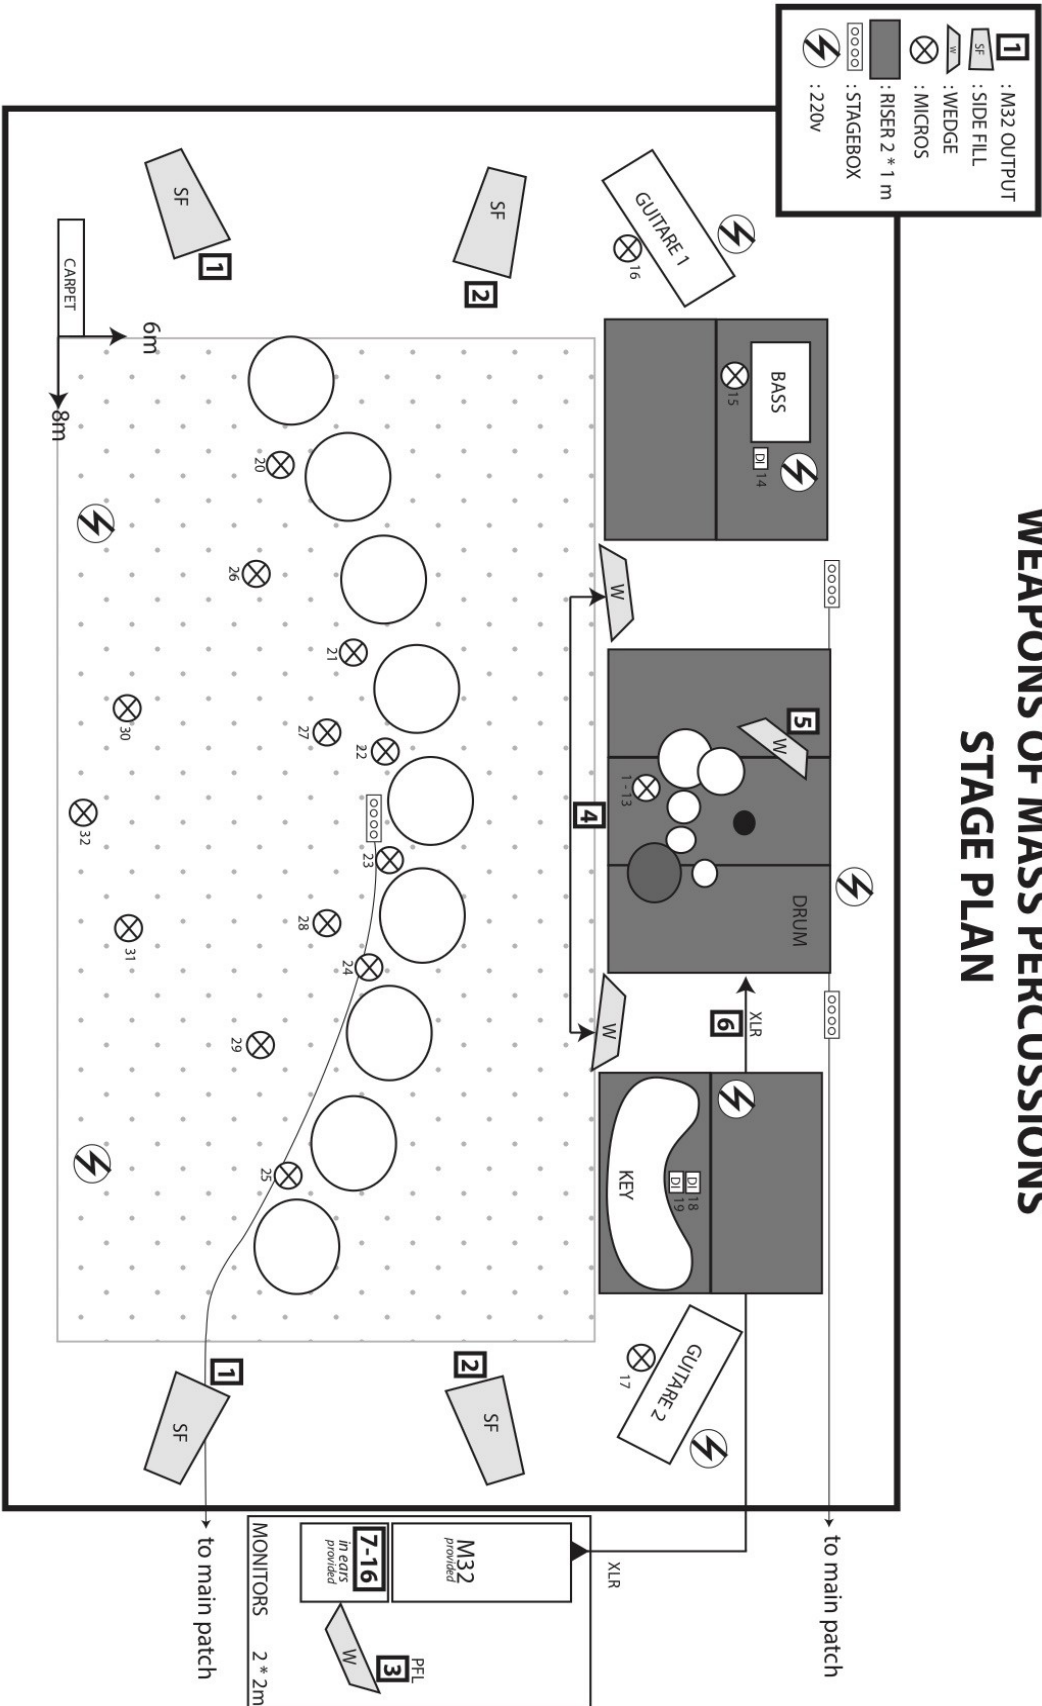 WEAPONS OF MASS PERCUSSIONS
STAGE PLAN
1 : M32 OUTPUT
SF : SIDE FILL
W : WEDGE
: MICROS
: RISER 2 * 1 m
: STAGEBOX
: 220v
GUITARE 1
16
BASS
15
DI 14
5
W
1 - 13
DRUM
XLR
6
KEY
DI 18
DI 19
GUITARE 2
17
to main patch
W
4
W
SF
2
SF
2
SF
1
SF
1
CARPET
6m
8m
20
26
21
27
22
23
28
24
29
25
30
32
31
XLR
M32
provided
7-16
in ears
provided
PFL
W
3
MONITORS 2 * 2m
to main patch